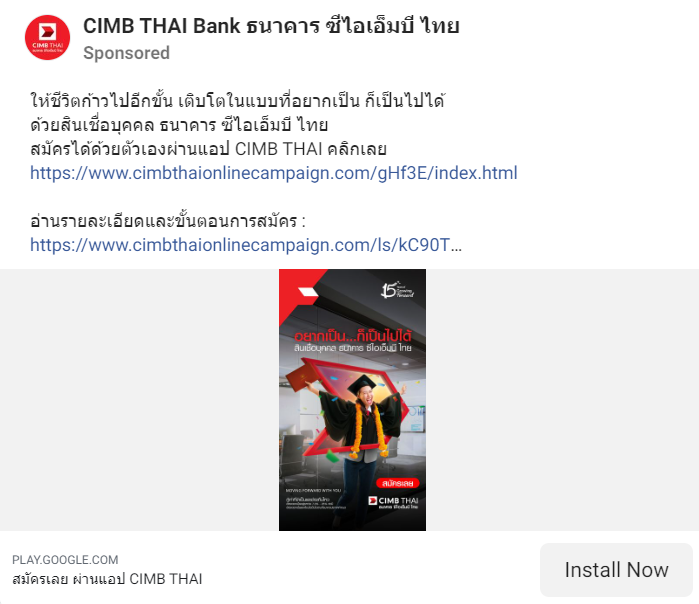 CIMB THAI Bank ธนาคาร ซีไอเอ็มบี ไทย
Sponsored
ให้ชีวิตก้าวไปอีกขั้น เติบโตในแบบที่อยากเป็น ก็เป็นไปได้
ด้วยสินเชื่อบุคคล ธนาคาร ซีไอเอ็มบี ไทย
สมัครได้ด้วยตัวเองผ่านแอป CIMB THAI คลิกเลย
https://www.cimbthaionlinecampaign.com/gHf3E/index.html
อ่านรายละเอียดและขั้นตอนการสมัคร :
https://www.cimbthaionlinecampaign.com/ls/kC90T...
CIMB THAI
15
อยากเป็น...ก็เป็นไปได้
สินเชื่อบุคคล ธนาคาร ซีไอเอ็มบี ไทย
สมัครเลย
MOVING FORWARD WITH YOU
CIMB THAI
ธนาคาร ซีไอเอ็มบี ไทย
PLAY.GOOGLE.COM
สมัครเลย ผ่านแอป CIMB THAI
Install Now